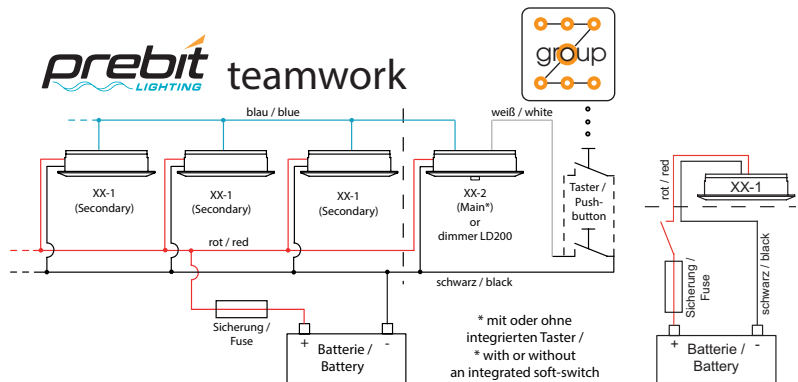 prebit
LIGHTING
teamwork
group
blau / blue
weiß / white
XX-1
(Secondary)
XX-1
(Secondary)
XX-1
(Secondary)
XX-2
(Main*)
or
dimmer LD200
Taster /
Push-
button
rot / red
schwarz / black
Sicherung /
Fuse
+ -
Batterie /
Battery
* mit oder ohne
integrierten Taster /
* with or without
an integrated soft-switch
rot / red
XX-1
schwarz / black
Sicherung /
Fuse
+ -
Batterie /
Battery